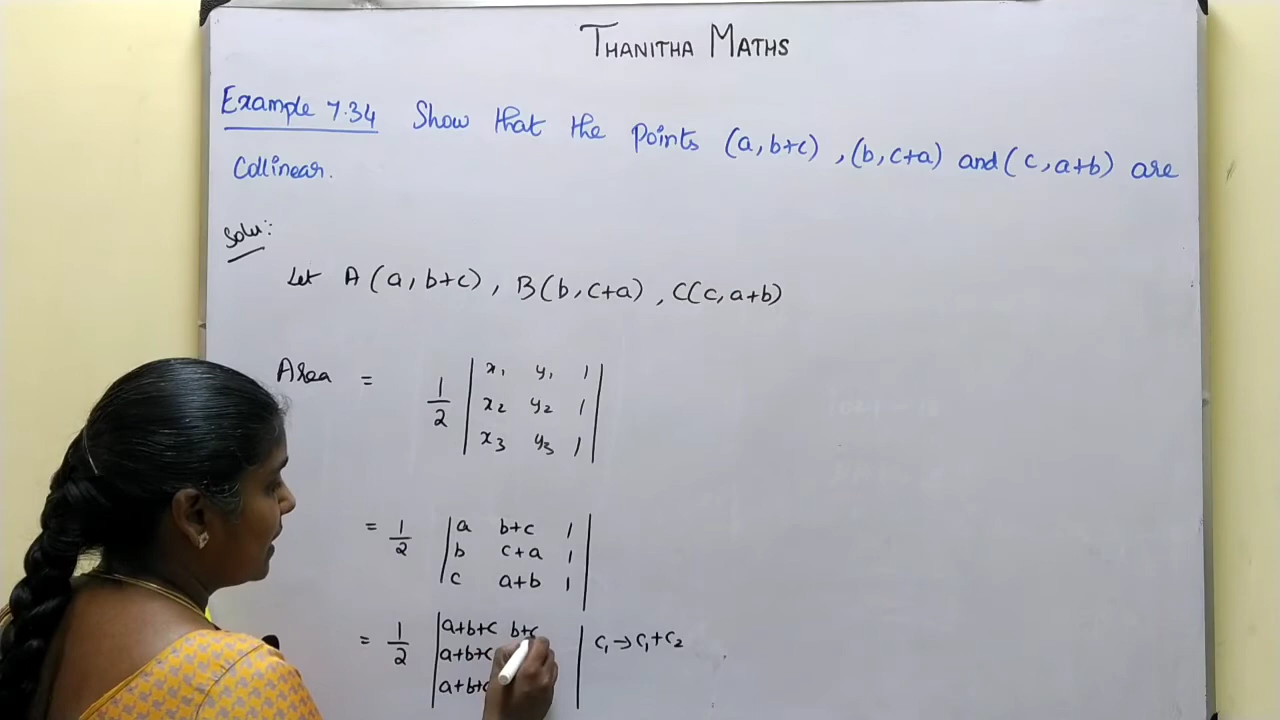 THANITHA MATHS
Example 7.34 Show that the points (a, b+c), (b, c+a) and (c, a+b) are
Collinear.
Solu:
Let A(a, b+c), B(b, c+a), C(c, a+b)
Area = 1/2 | x₁ y₁ 1 |
| x₂ y₂ 1 |
| x₃ y₃ 1 |
= 1/2 | a b+c 1 |
| b c+a 1 |
| c a+b 1 |
= 1/2 | a+b+c b+c | C₁→C₁+C₂
| a+b+c
| a+b+c